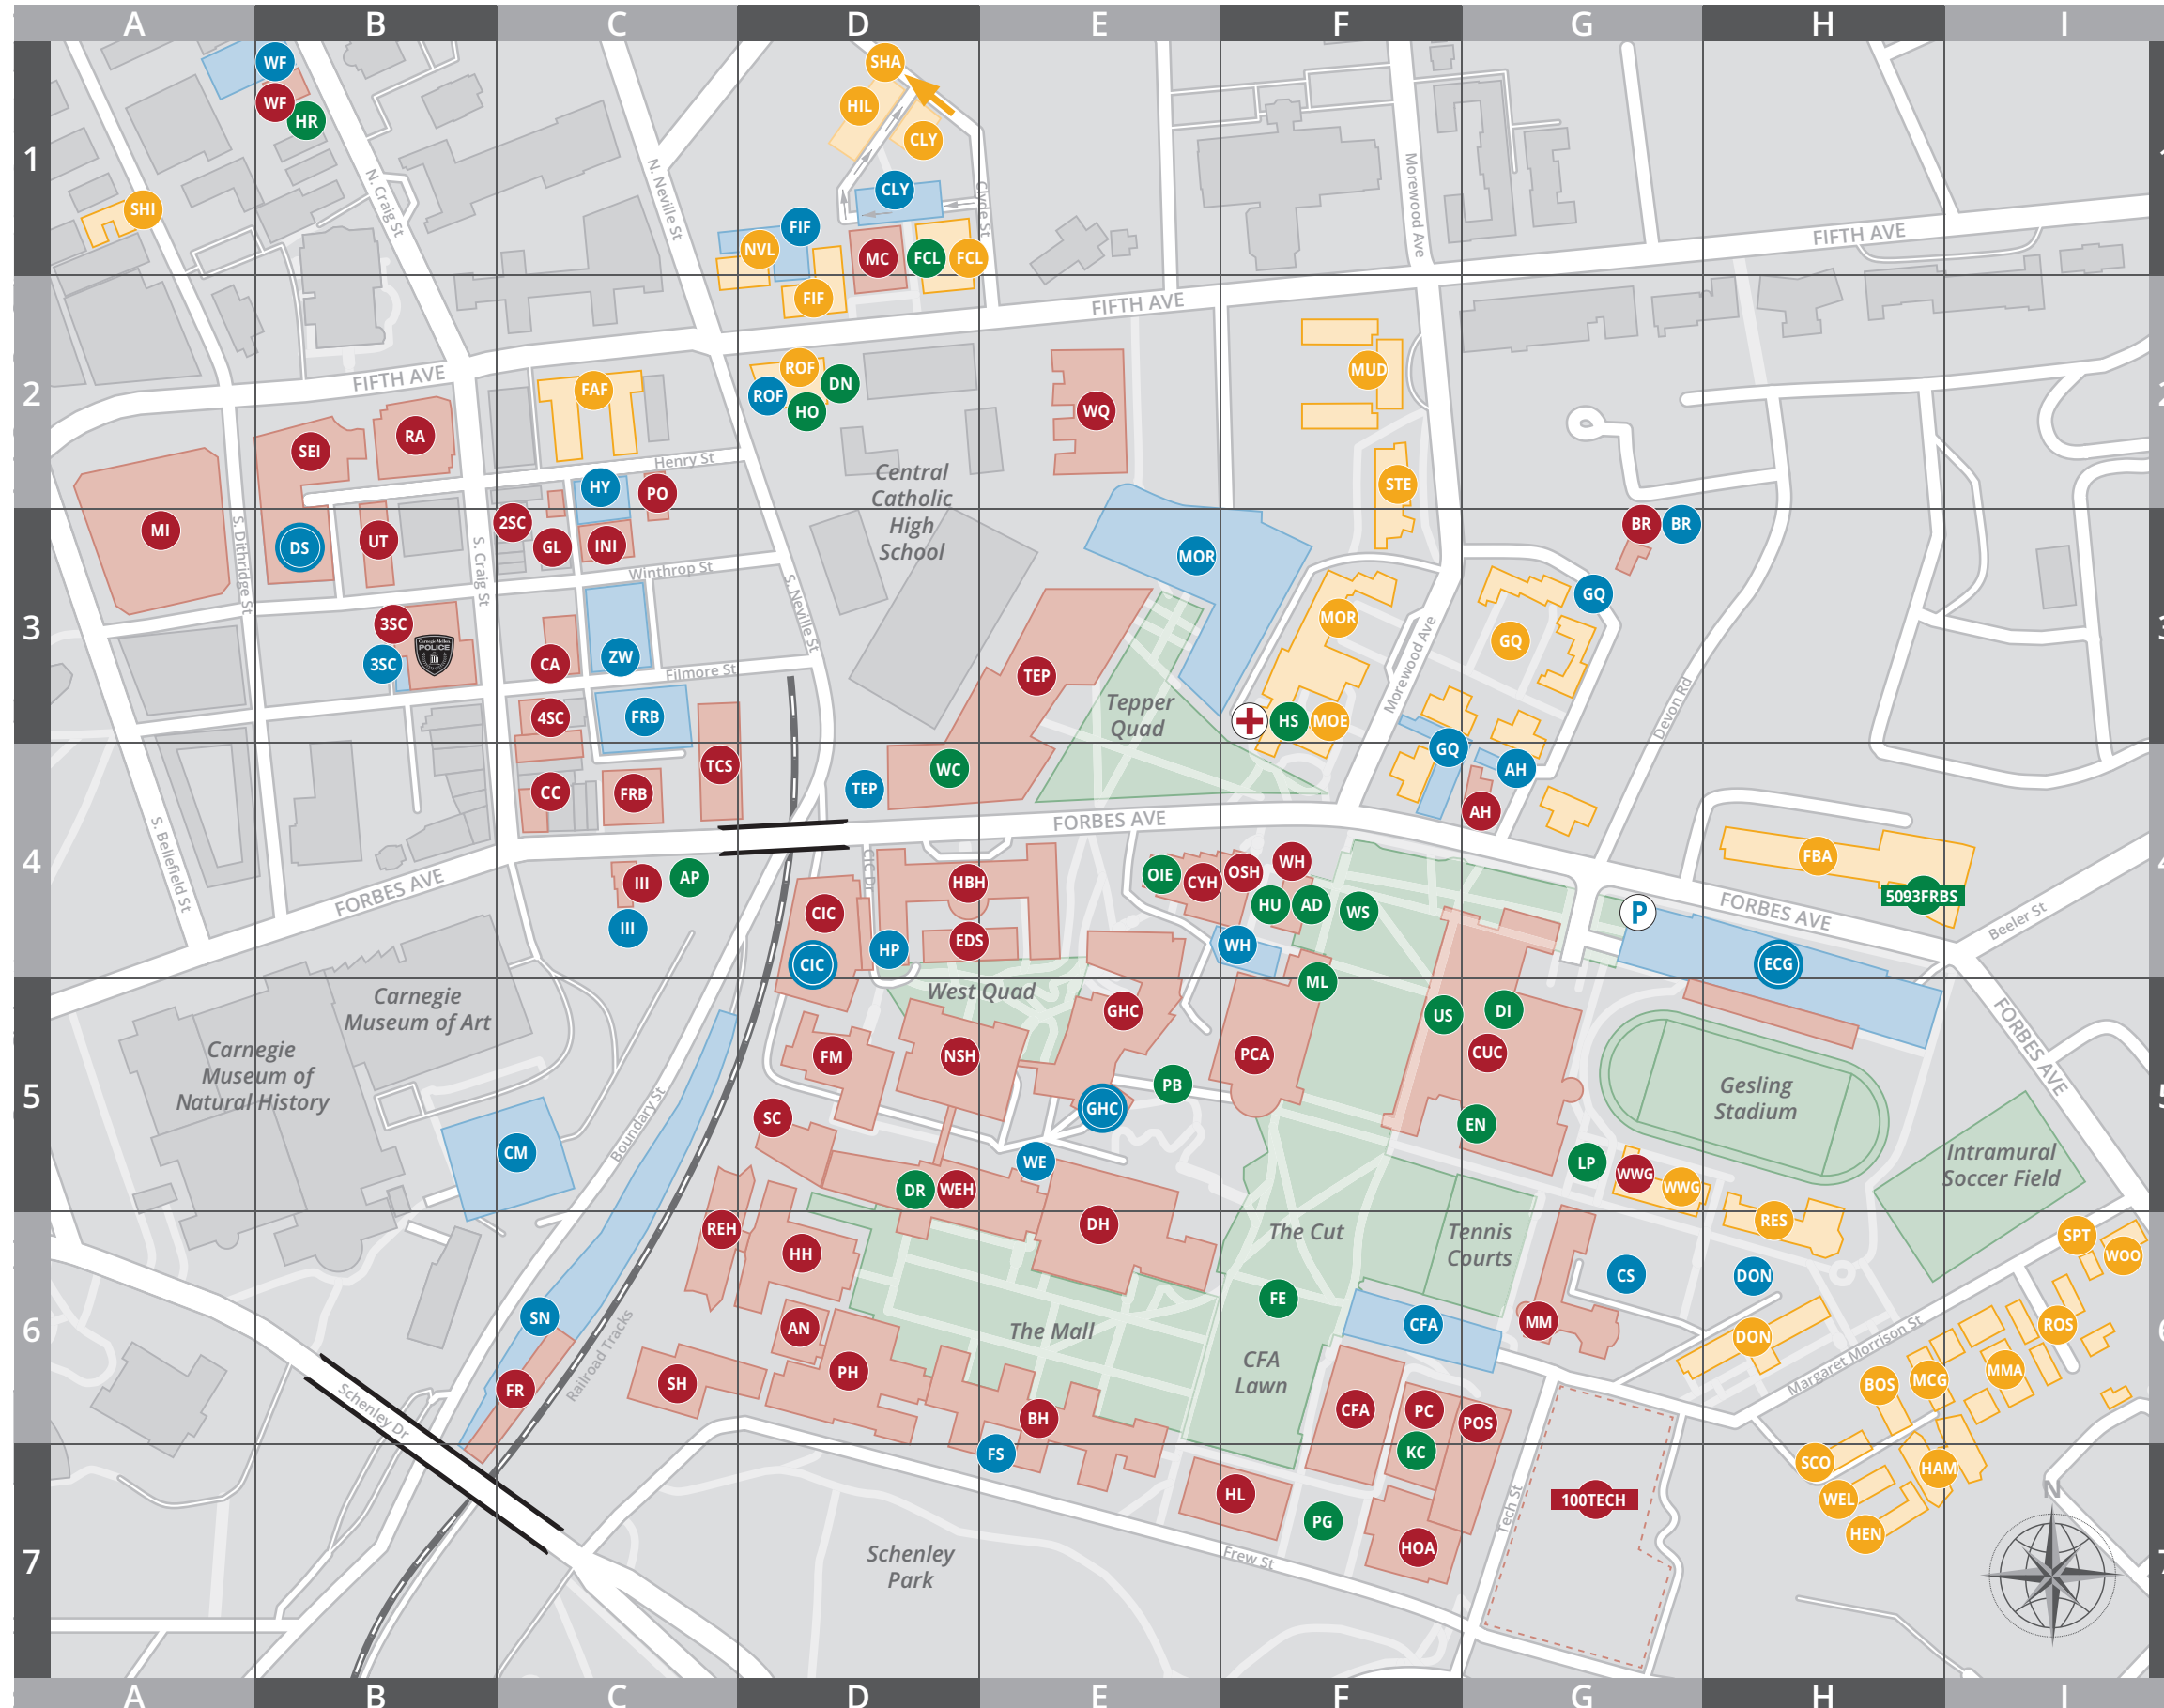 A B C D E F G H I
1
WF
WF
HR
SHI
N. Craig St
N. Neville St
SHA
HIL
CLY
CLY
Clyde St
FIF
NVL
MC
FCL
FCL
FIF
Morewood Ave
FIFTH AVE
FIFTH AVE
FIFTH AVE
2
2
FAF
ROF
ROF
DN
HO
WQ
MUD
STE
SEI
RA
Henry St
HY
PO
Central
Catholic
High
School
MI
S. Dithridge St
DS
UT
S. Craig St
2SC
GL
INI
Winthrop St
S. Neville St
MOR
BR
BR
GQ
3
3SC
3SC
Carnegie Mellon
POLICE
CA
ZW
Filmore St
TEP
Tepper
Quad
MOR
HS
MOE
Morewood Ave
GQ
Devon Rd
4SC
FRB
TCS
CC
FRB
WC
TEP
GQ
AH
AH
FORBES AVE
4
S. Bellefield St
FORBES AVE
III
AP
III
CIC Dr
CIC
CIC
HBH
HP
EDS
OIE
CYH
OSH
WH
HU
AD
WS
WH
FBA
5093FRBS
P
FORBES AVE
Beeler St
ECG
Carnegie
Museum of Art
West Quad
ML
US
DI
FORBES AVE
Carnegie
Museum of
Natural History
FM
NSH
GHC
PCA
CUC
5
PB
GHC
Gesling
Stadium
SC
EN
Boundary St
CM
WE
LP
WWG
WWG
Intramural
Soccer Field
DR
WEH
REH
HH
DH
The Cut
Tennis
Courts
RES
SPT
WOO
CS
DON
FE
6
SN
Railroad Tracks
AN
The Mall
CFA
MM
DON
ROS
Margaret Morrison St
Schenley Dr
FR
SH
PH
CFA
Lawn
BOS
MCG
MMA
BH
CFA
PC
POS
FS
KC
SCO
HAM
HL
PG
Tech St
100TECH
WEL
N
HEN
HOA
Frew St
7
Schenley
Park
A B C D E F G H I